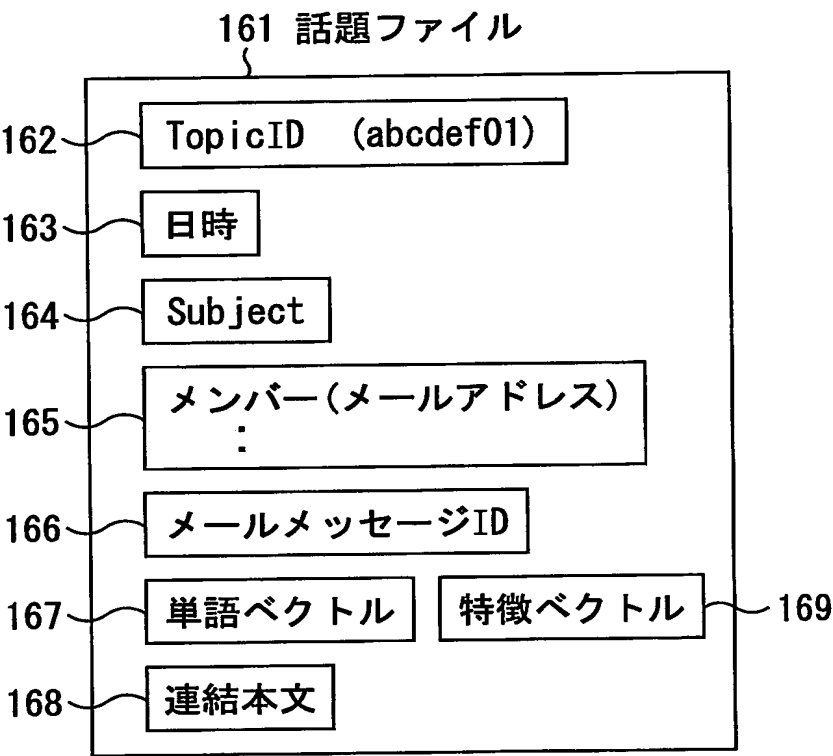 161 話題ファイル
162 TopicID (abcdef01)
163 日時
164 Subject
165 メンバー(メールアドレス)
:
166 メールメッセージID
167 単語ベクトル 特徴ベクトル 169
168 連結本文